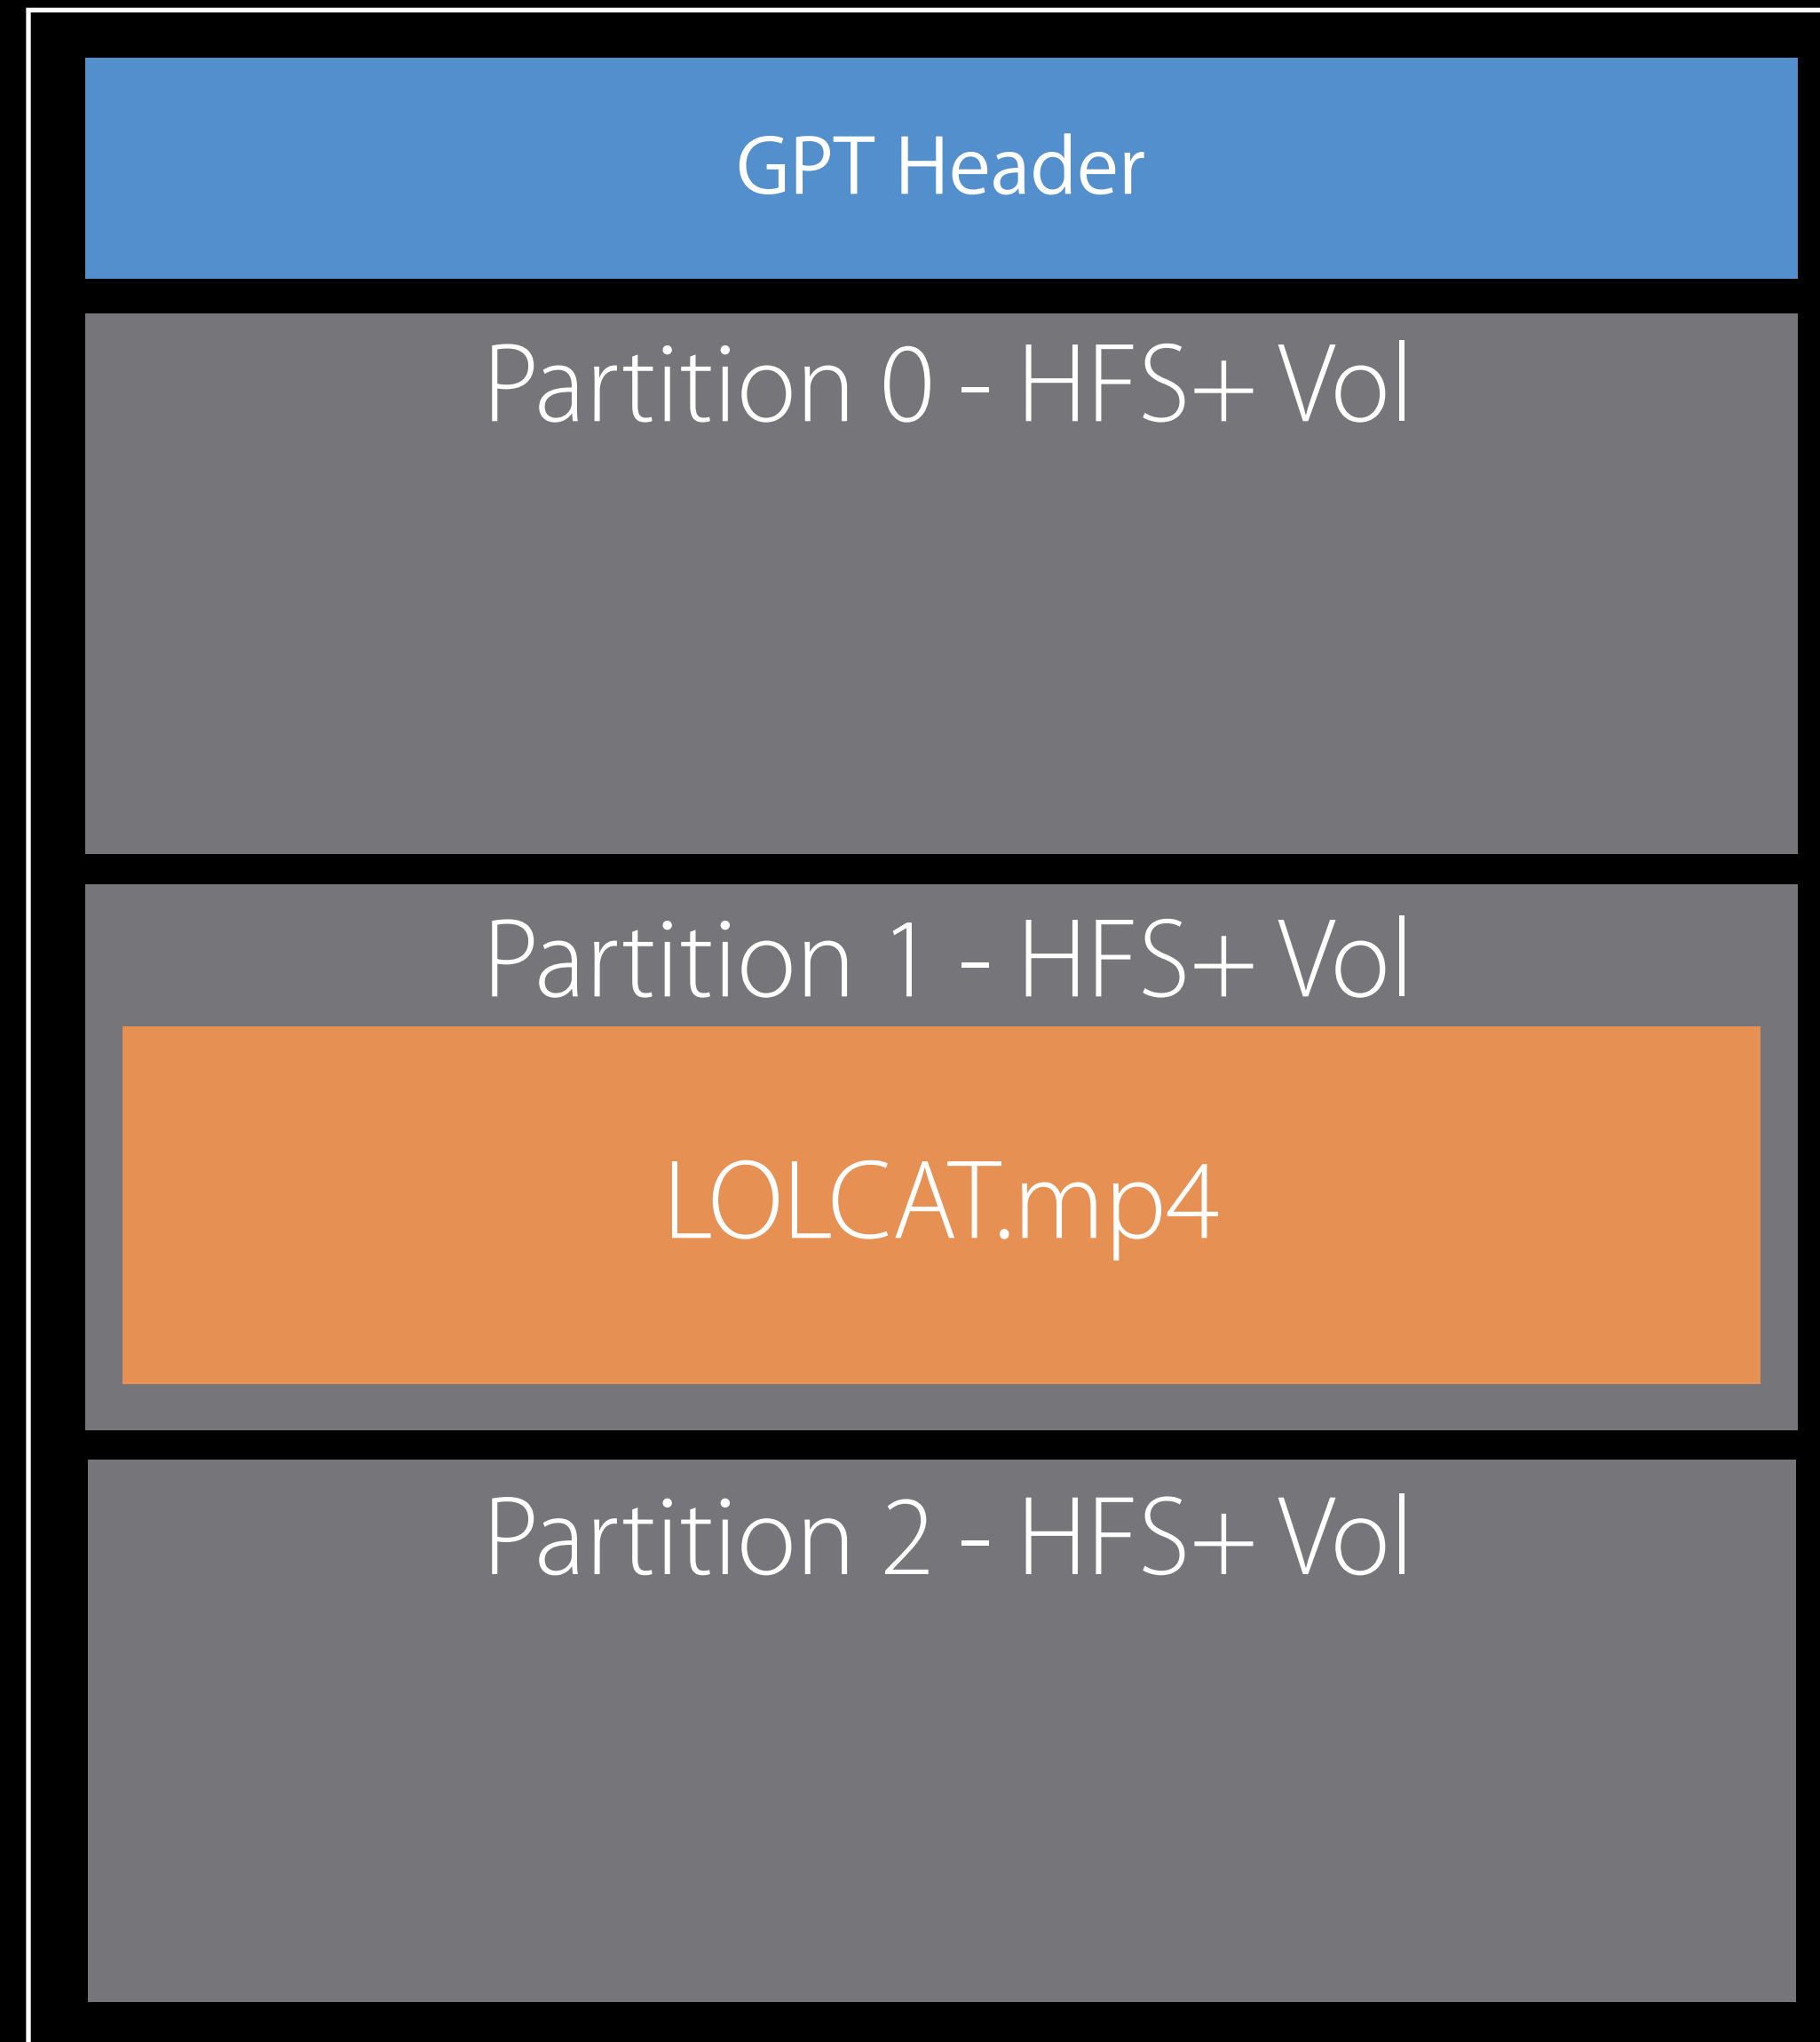 GPT Header
Partition 0 - HFS+ Vol
Partition 1 - HFS+ Vol
LOLCAT.mp4
Partition 2 - HFS+ Vol